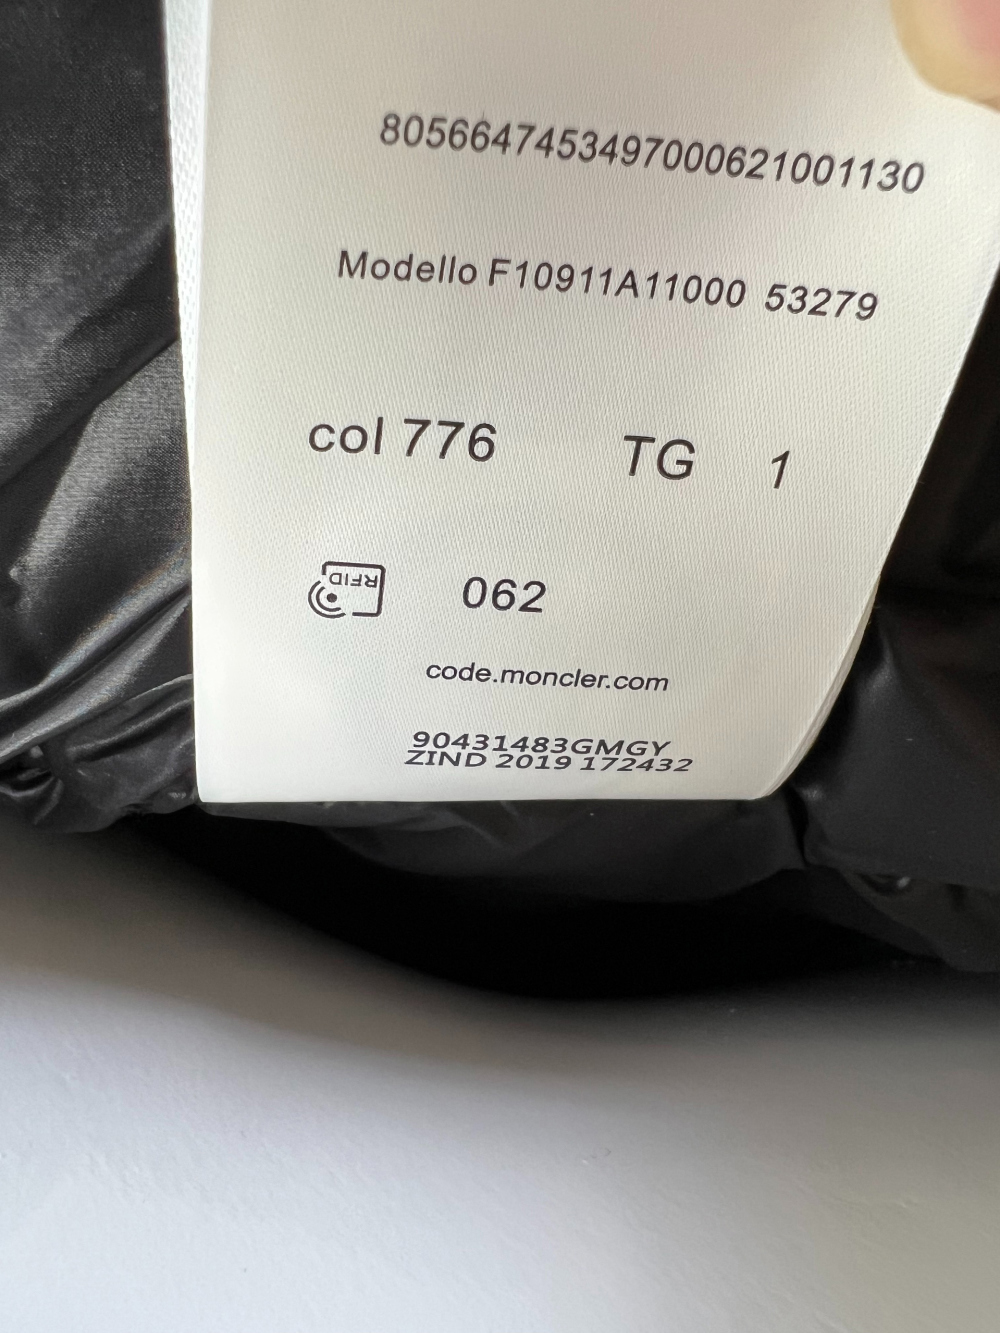 8056647453497000621001130
Modello F10911A11000 53279
col 776 TG 1
RFID 062
code.moncler.com
90431483GMGY
ZIND 2019 172432